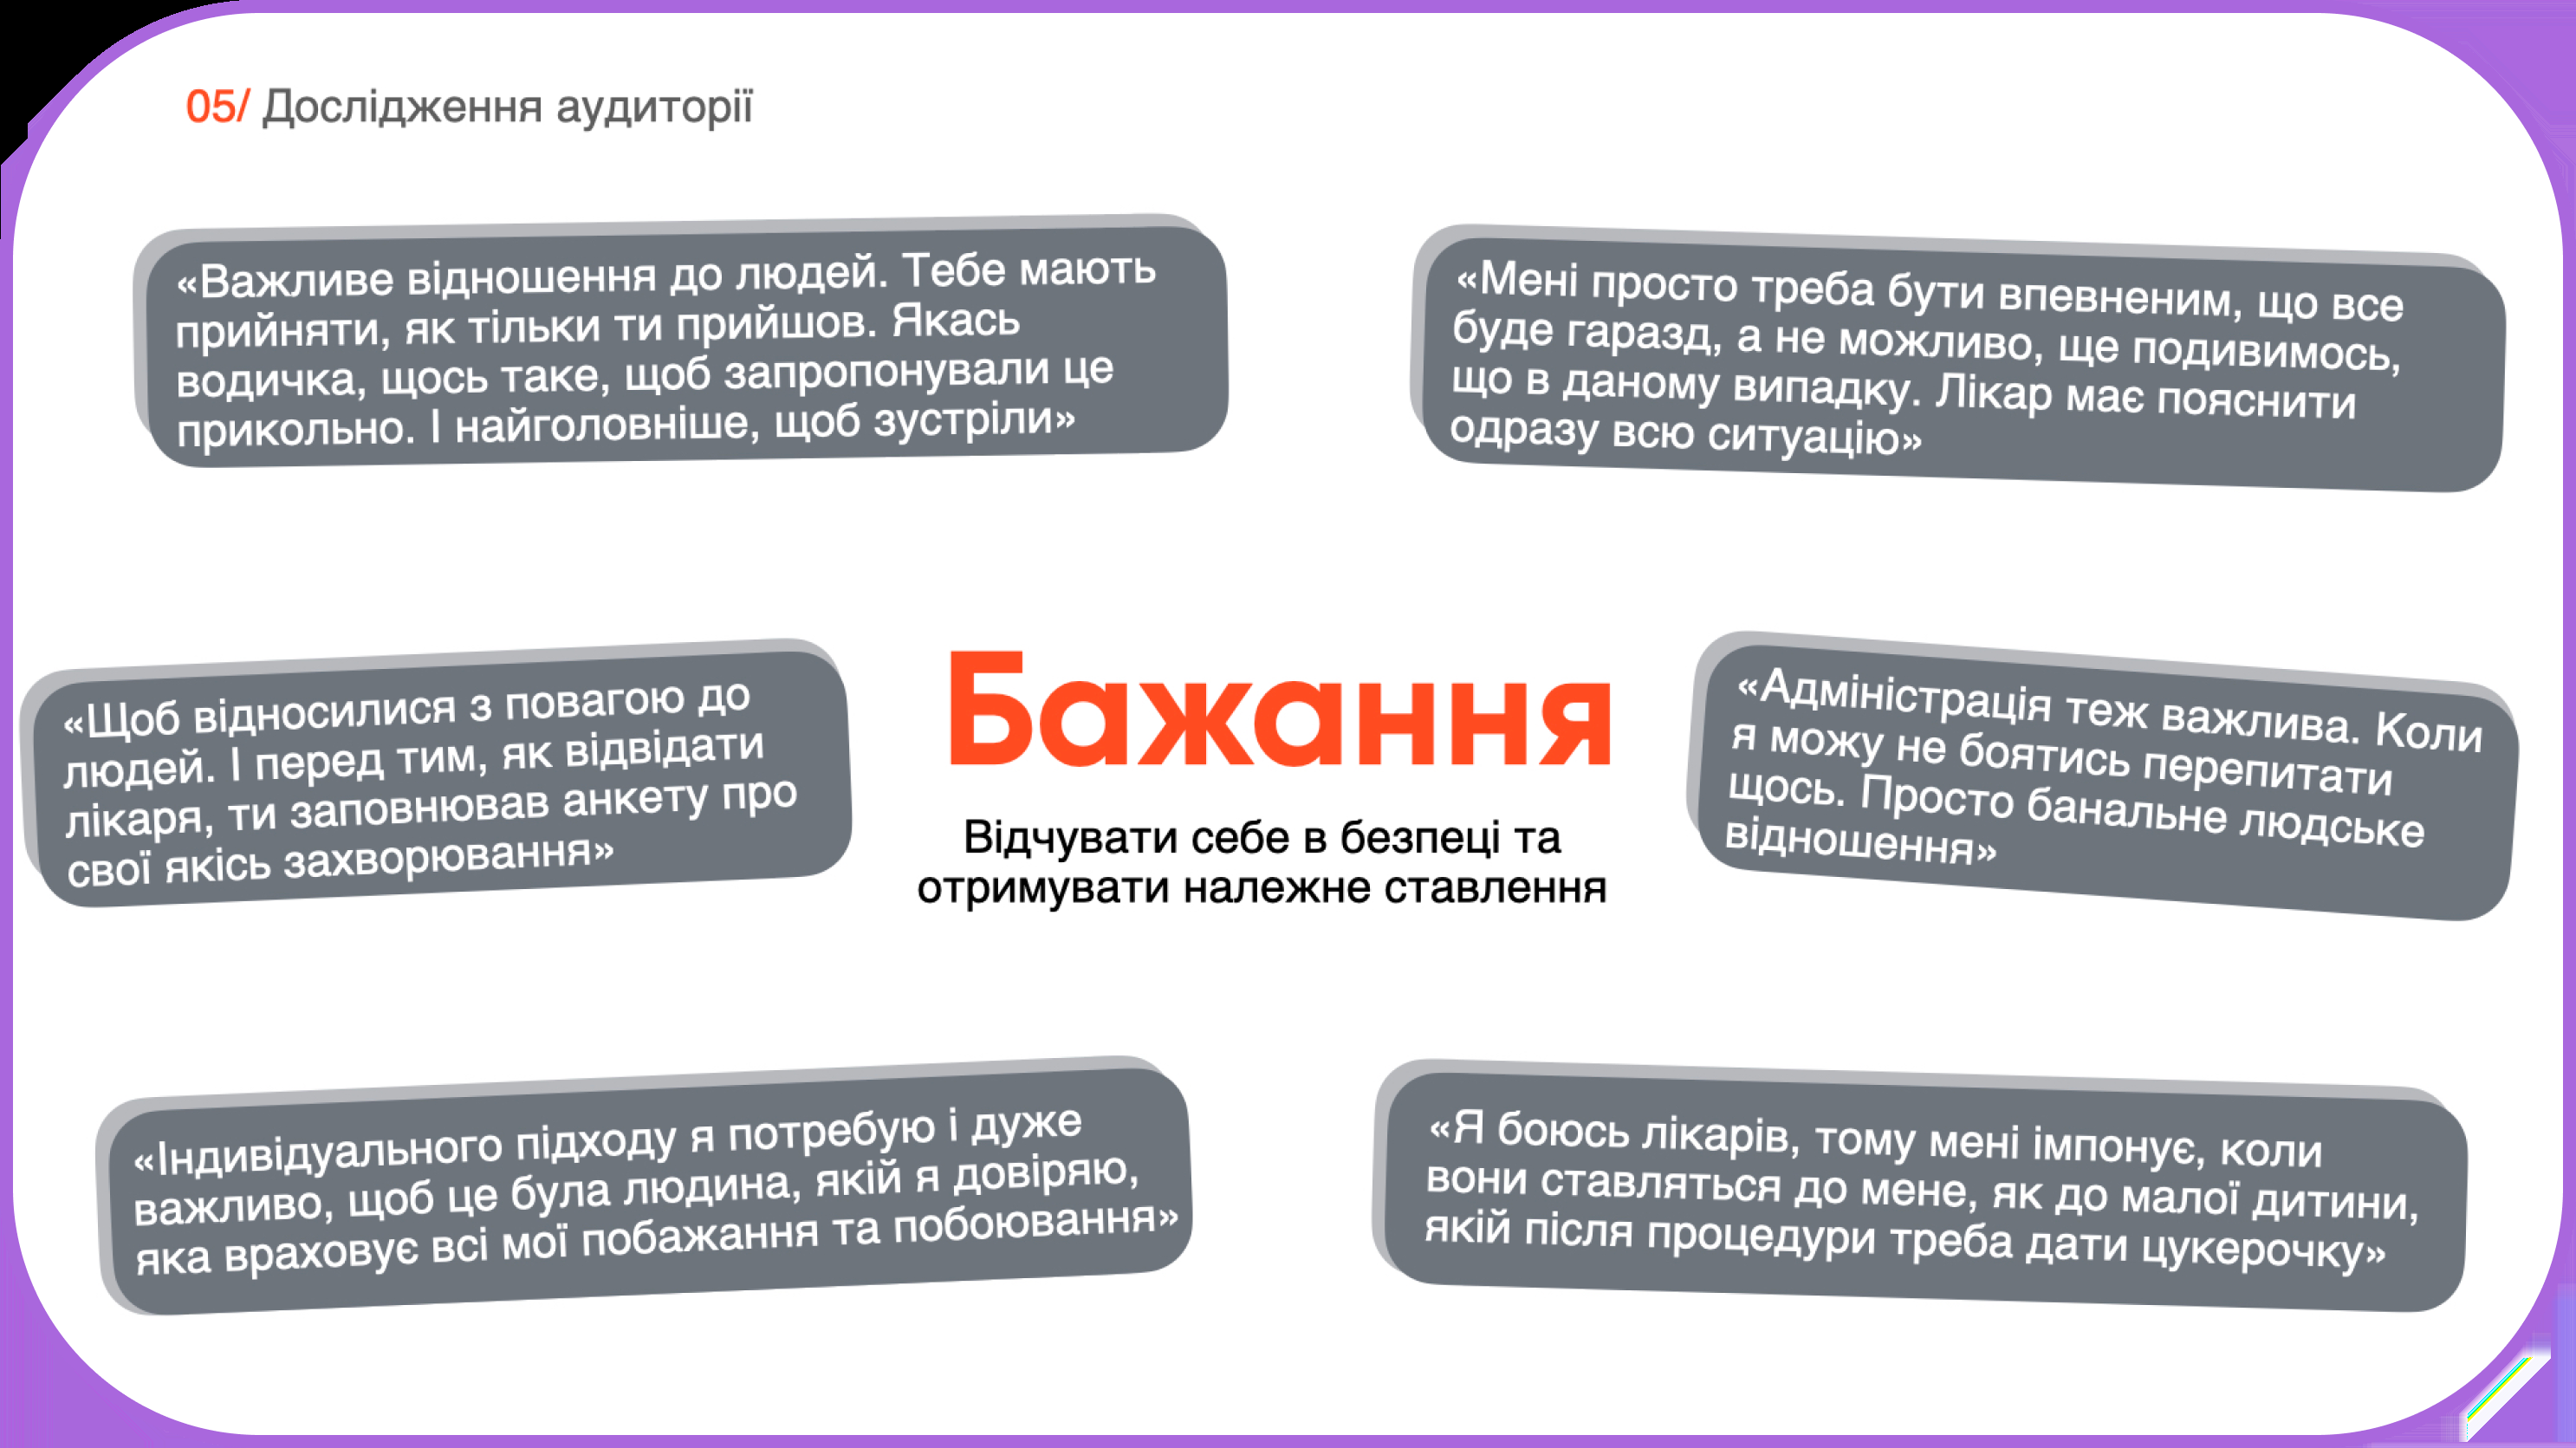 05/ Дослідження аудиторії
«Важливе відношення до людей. Тебе мають
прийняти, як тільки ти прийшов. Якась
водичка, щось таке, щоб запропонували це
прикольно. І найголовніше, щоб зустріли»
«Мені просто треба бути впевненим, що все
буде гаразд, а не можливо, ще подивимось,
що в даному випадку. Лікар має пояснити
одразу всю ситуацію»
«Щоб відносилися з повагою до
людей. І перед тим, як відвідати
лікаря, ти заповнював анкету про
свої якісь захворювання»
Бажання
Відчувати себе в безпеці та
отримувати належне ставлення
«Адміністрація теж важлива. Коли
я можу не боятись перепитати
щось. Просто банальне людське
відношення»
«Індивідуального підходу я потребую і дуже
важливо, щоб це була людина, якій я довіряю,
яка враховує всі мої побажання та побоювання»
«Я боюсь лікарів, тому мені імпонує, коли
вони ставляться до мене, як до малої дитини,
якій після процедури треба дати цукерочку»